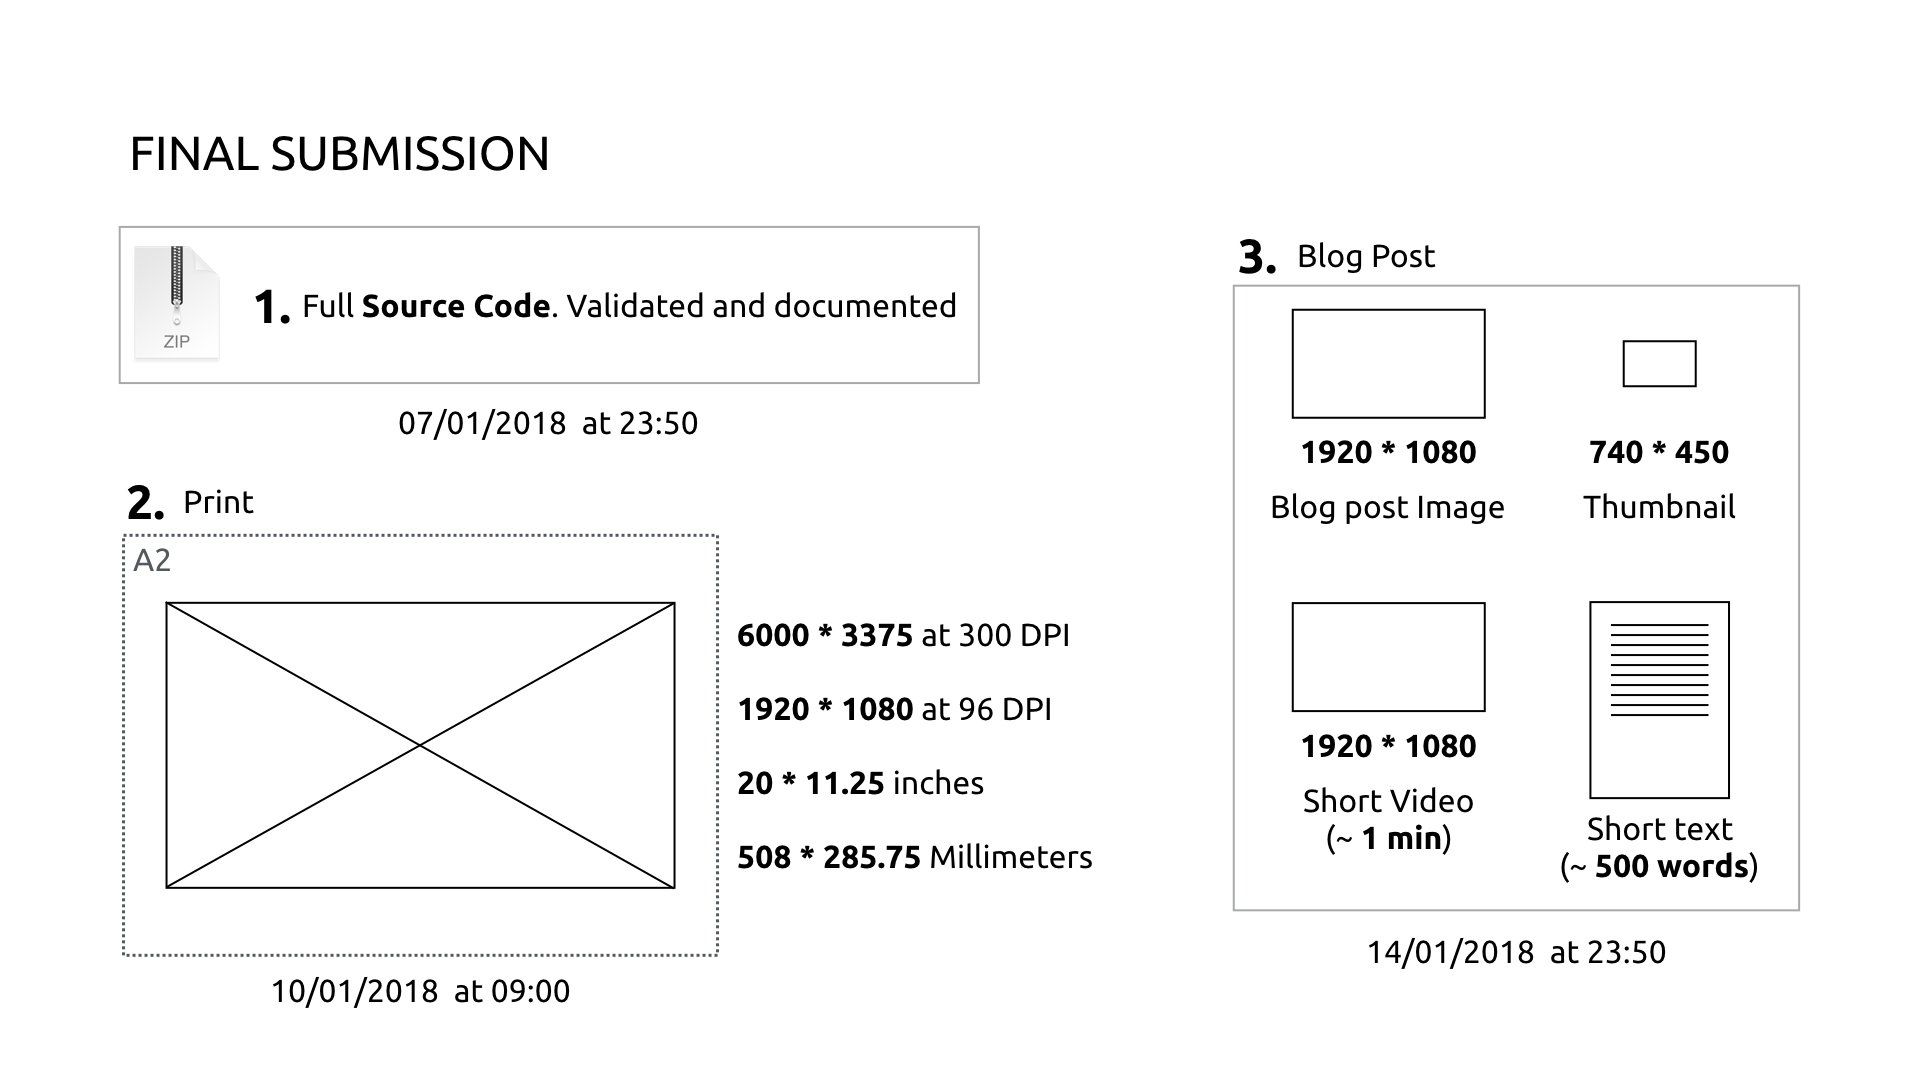 FINAL SUBMISSION
ZIP
1. Full Source Code. Validated and documented
07/01/2018 at 23:50
2. Print
A2
6000 * 3375 at 300 DPI
1920 * 1080 at 96 DPI
20 * 11.25 inches
508 * 285.75 Millimeters
10/01/2018 at 09:00
3. Blog Post
1920 * 1080
Blog post Image
740 * 450
Thumbnail
1920 * 1080
Short Video
(~ 1 min)
Short text
(~ 500 words)
14/01/2018 at 23:50